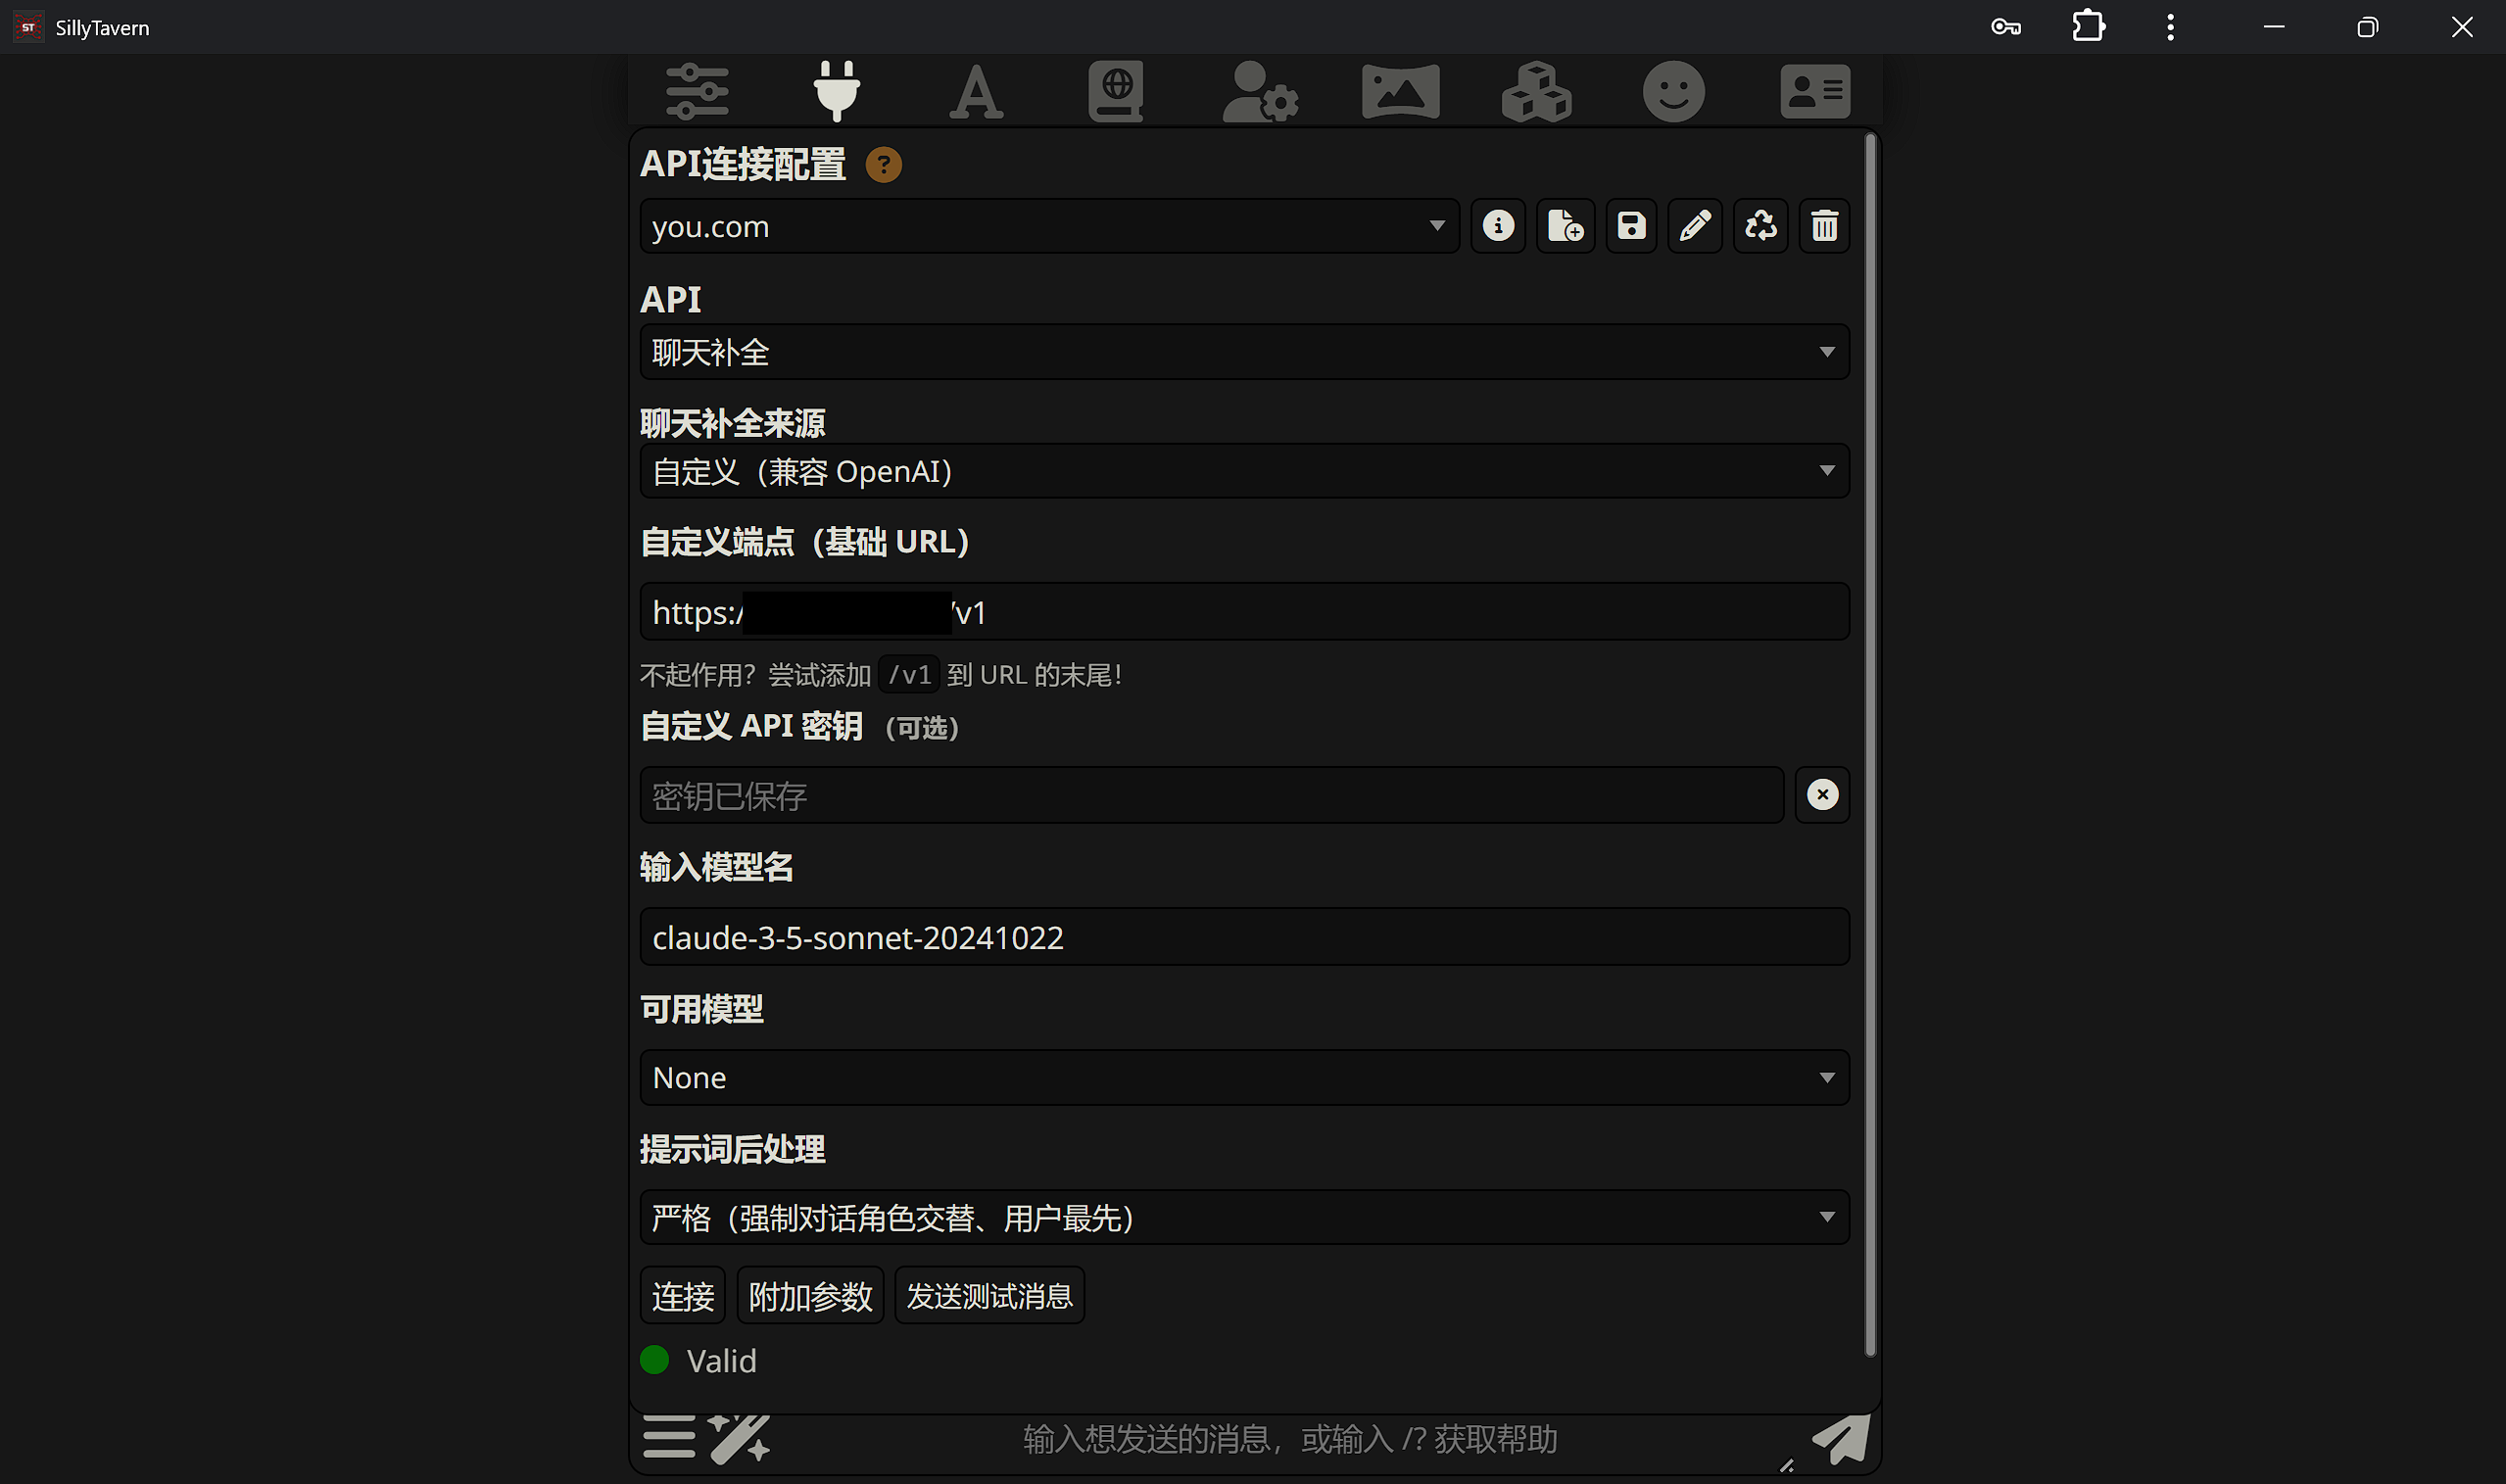 ST SillyTavern
A
API连接配置 ?
you.com
API
聊天补全
聊天补全来源
自定义（兼容 OpenAI）
自定义端点（基础 URL）
https:/ /v1
不起作用？尝试添加 /v1 到 URL 的末尾！
自定义 API 密钥 （可选）
密钥已保存
输入模型名
claude-3-5-sonnet-20241022
可用模型
None
提示词后处理
严格（强制对话角色交替、用户最先）
连接 附加参数 发送测试消息
Valid
输入想发送的消息，或输入 /? 获取帮助